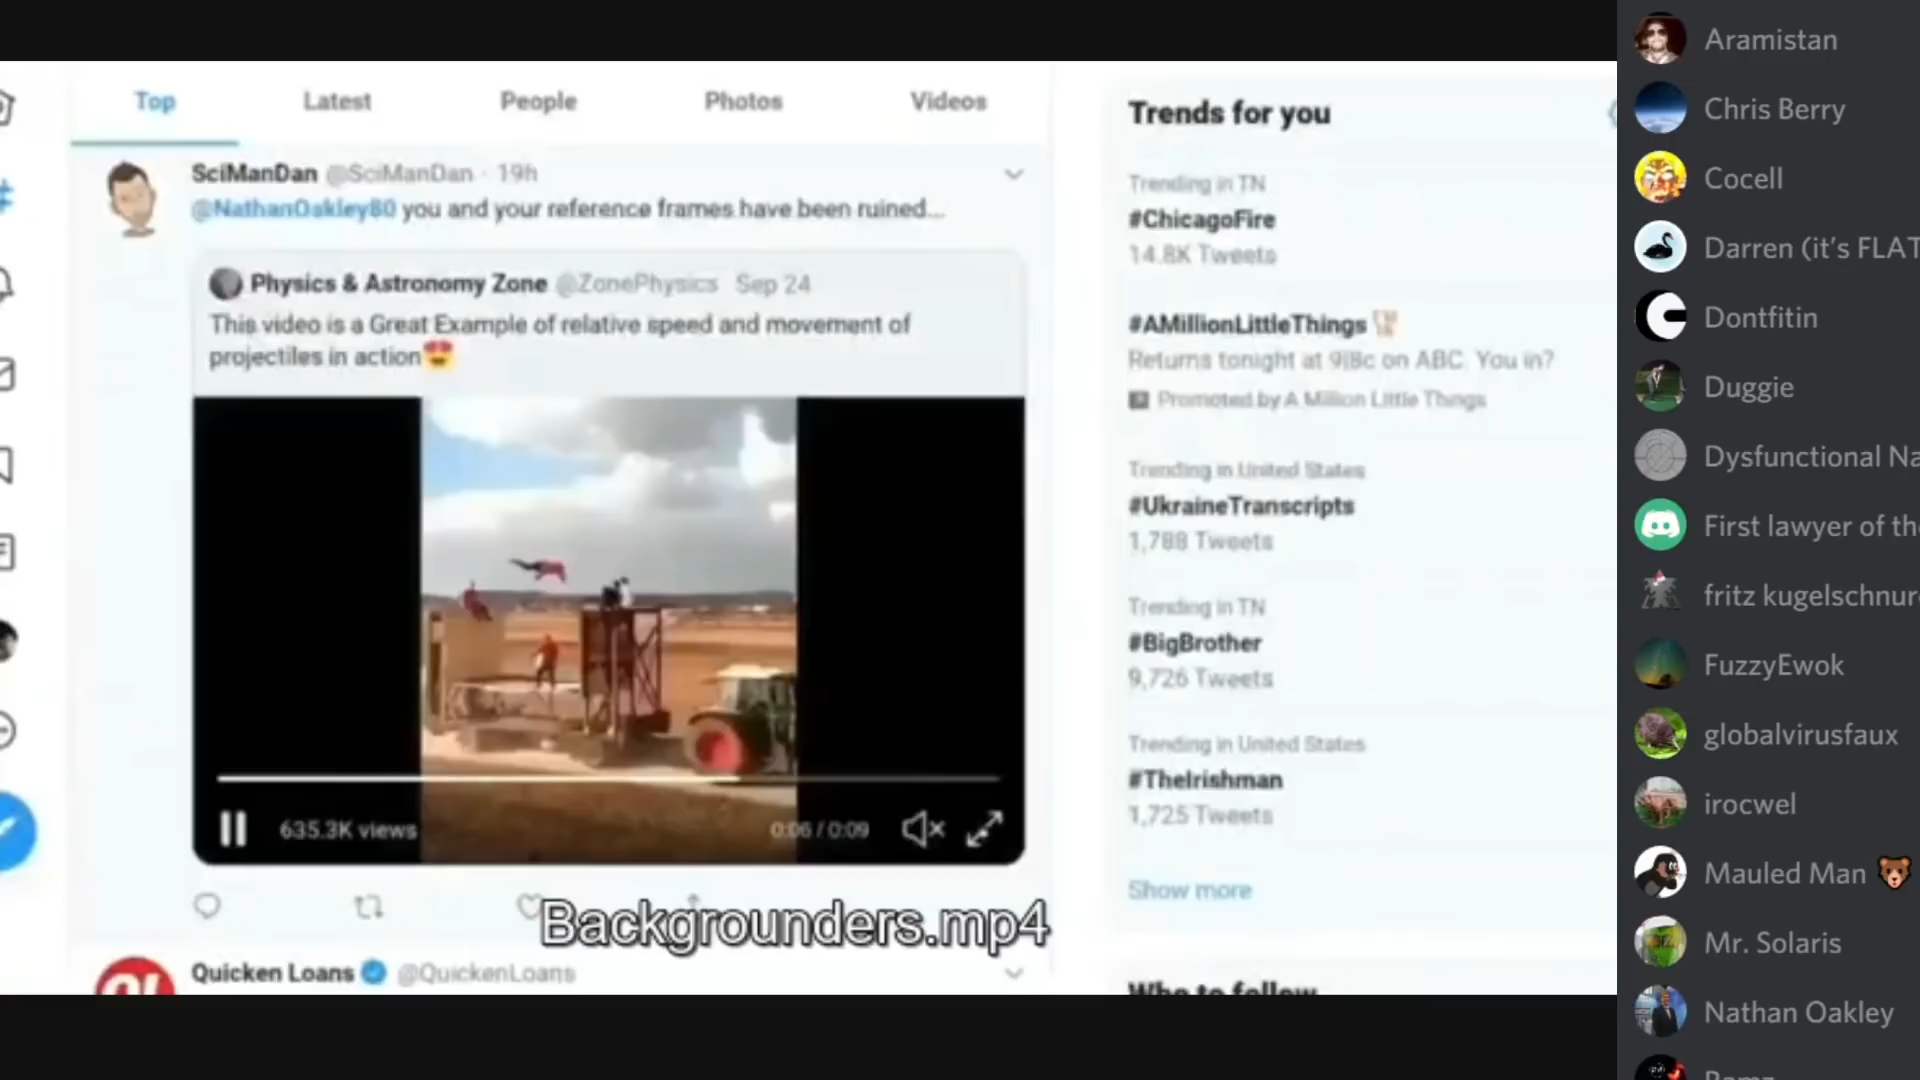 Top Latest People Photos Videos
SciManDan @SciManDan · 19h
@NathanOakley80 you and your reference frames have been ruined...
Physics & Astronomy Zone @ZonePhysics Sep 24
This video is a Great Example of relative speed and movement of
projectiles in action
635.3K views
0:06 / 0:09
Backgrounders.mp4
Quicken Loans @QuickenLoans
Trends for you
Trending in TN
#ChicagoFire
14.8K Tweets
#AMillionLittleThings
Returns tonight at 9|8c on ABC. You in?
Promoted by A Million Little Things
Trending in United States
#UkraineTranscripts
1,788 Tweets
Trending in TN
#BigBrother
9,726 Tweets
Trending in United States
#TheIrishman
1,725 Tweets
Show more
Who to follow
Aramistan
Chris Berry
Cocell
Darren (it's FLAT
Dontfitin
Duggie
Dysfunctional Na
First lawyer of the
fritz kugelschnur
FuzzyEwok
globalvirusfaux
irocwel
Mauled Man
Mr. Solaris
Nathan Oakley